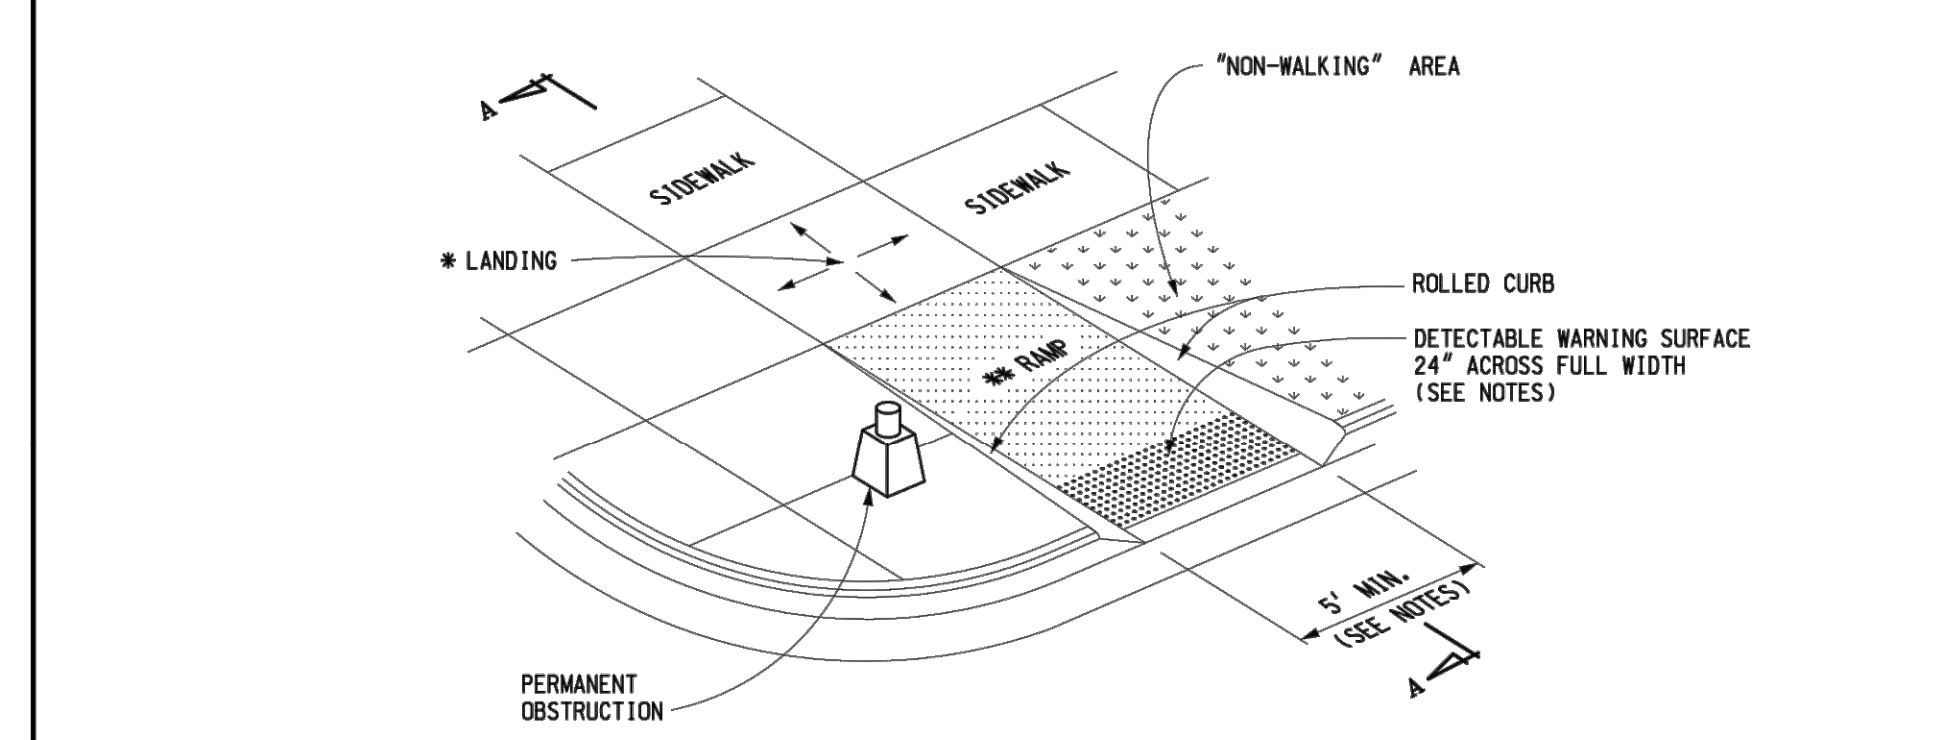 "NON-WALKING" AREA
A
SIDEWALK
SIDEWALK
* LANDING
ROLLED CURB
DETECTABLE WARNING SURFACE
24" ACROSS FULL WIDTH
(SEE NOTES)
** RAMP
5' MIN.
(SEE NOTES)
A
PERMANENT
OBSTRUCTION